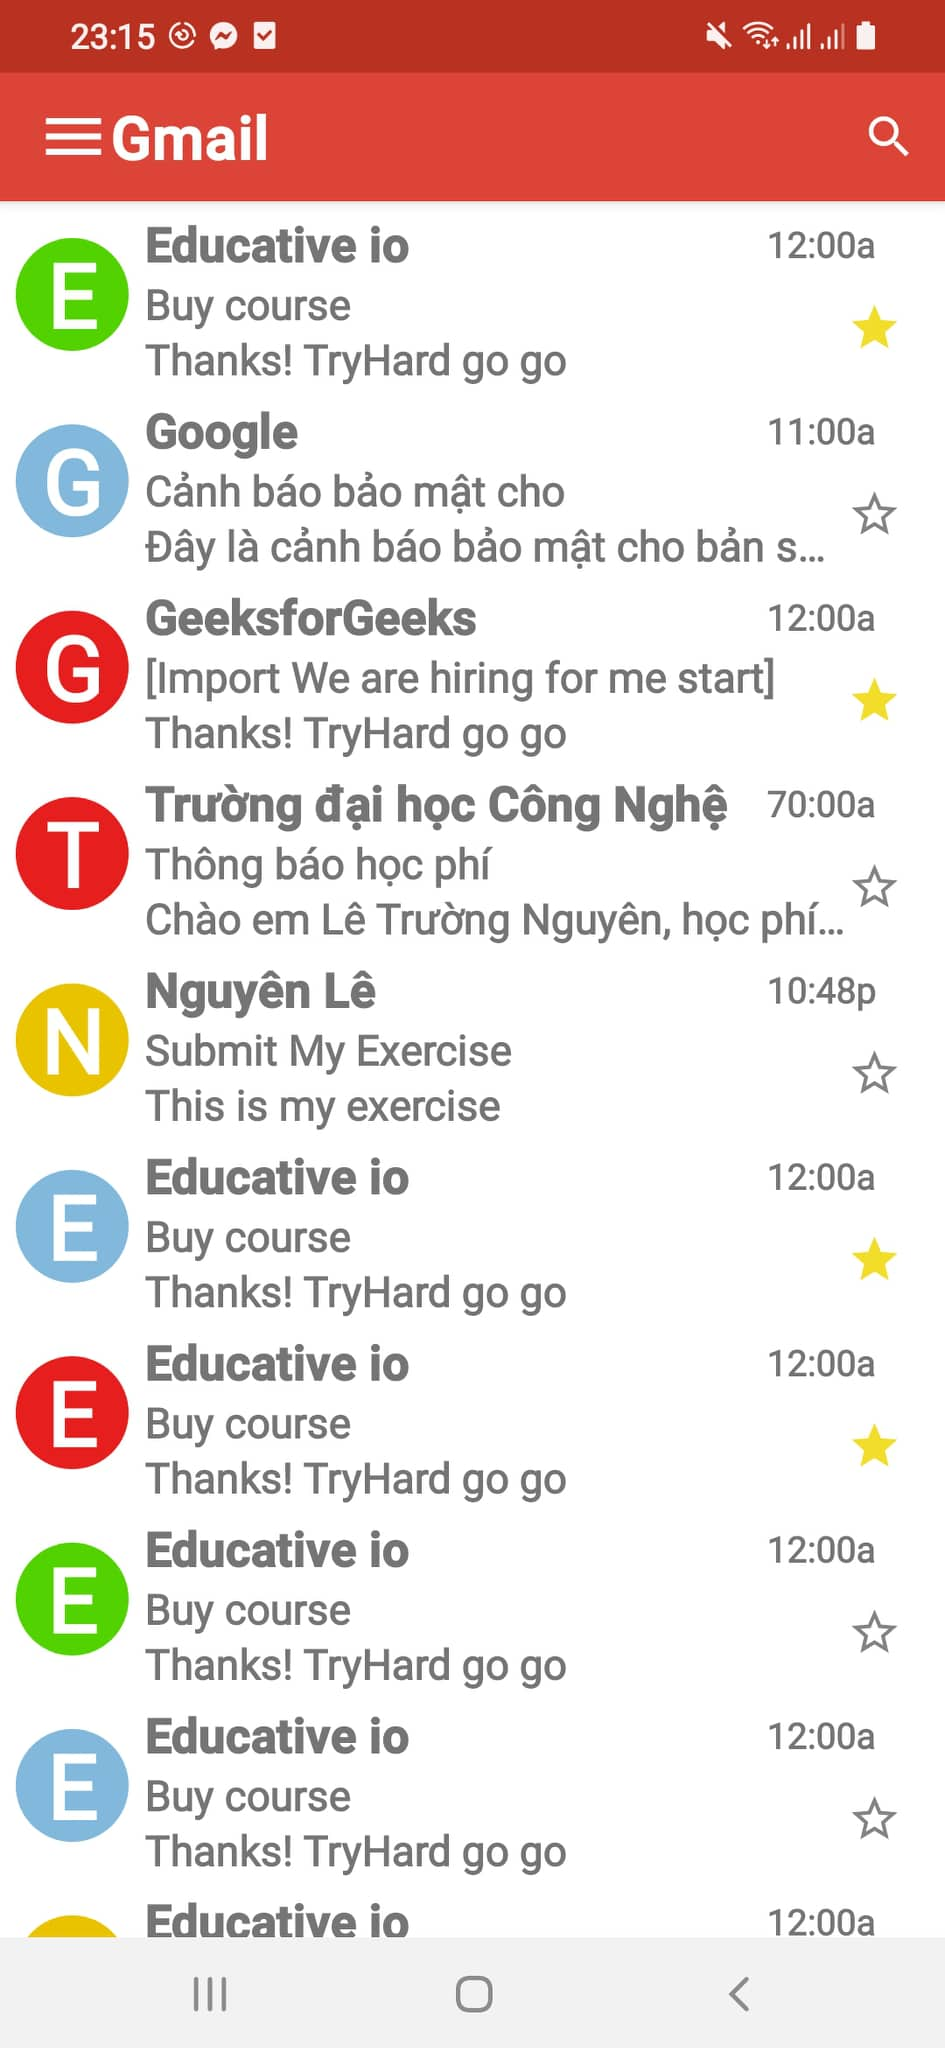 23:15
Gmail
E
Educative io 12:00a
Buy course
Thanks! TryHard go go
G
Google 11:00a
Cảnh báo bảo mật cho
Đây là cảnh báo bảo mật cho bản s...
G
GeeksforGeeks 12:00a
[Import We are hiring for me start]
Thanks! TryHard go go
T
Trường đại học Công Nghệ 70:00a
Thông báo học phí
Chào em Lê Trường Nguyên, học phí...
N
Nguyên Lê 10:48p
Submit My Exercise
This is my exercise
E
Educative io 12:00a
Buy course
Thanks! TryHard go go
E
Educative io 12:00a
Buy course
Thanks! TryHard go go
E
Educative io 12:00a
Buy course
Thanks! TryHard go go
E
Educative io 12:00a
Buy course
Thanks! TryHard go go
Educative io 12:00a